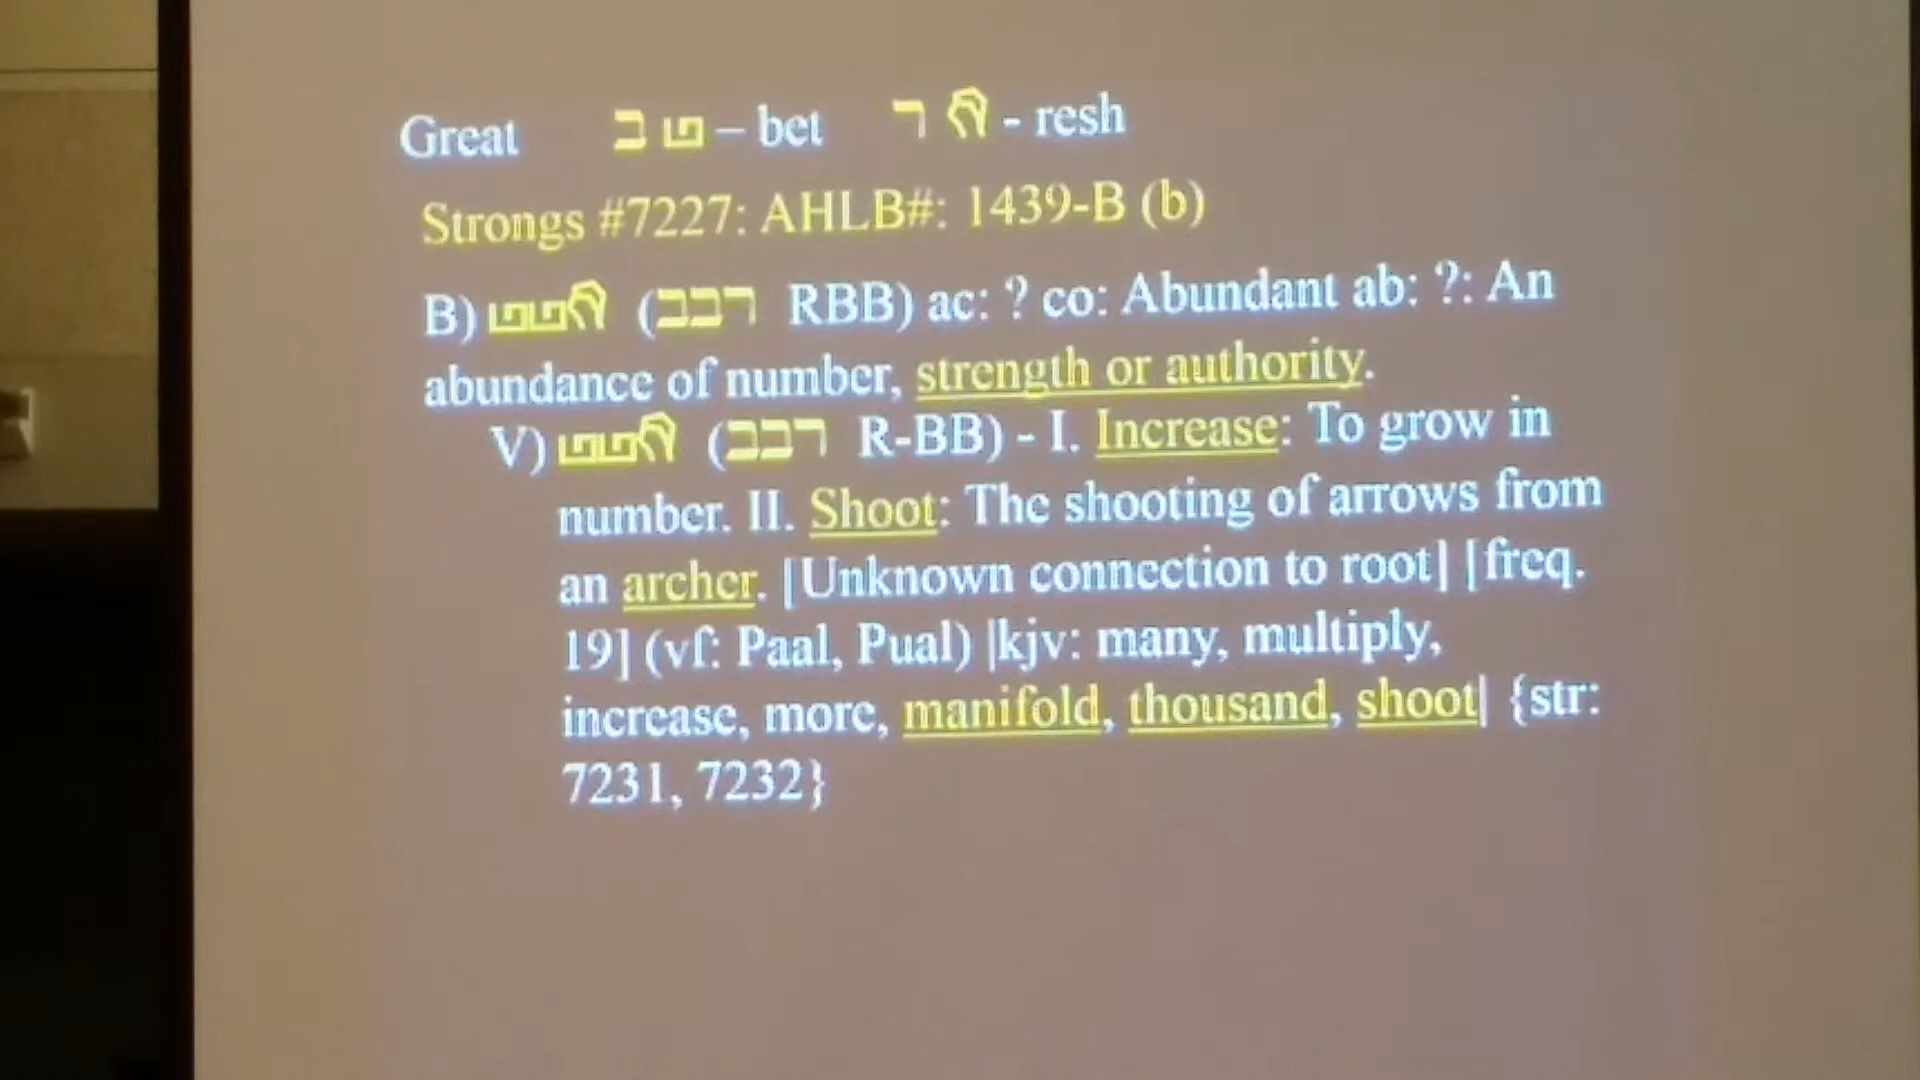 Great ב – bet ר - resh
Strongs #7227: AHLB#: 1439-B (b)
B) (רבב RBB) ac: ? co: Abundant ab: ?: An
abundance of number, strength or authority.
V) (רבב R-BB) - I. Increase: To grow in
number. II. Shoot: The shooting of arrows from
an archer. [Unknown connection to root] [freq.
19] (vf: Paal, Pual) |kjv: many, multiply,
increase, more, manifold, thousand, shoot| {str:
7231, 7232}